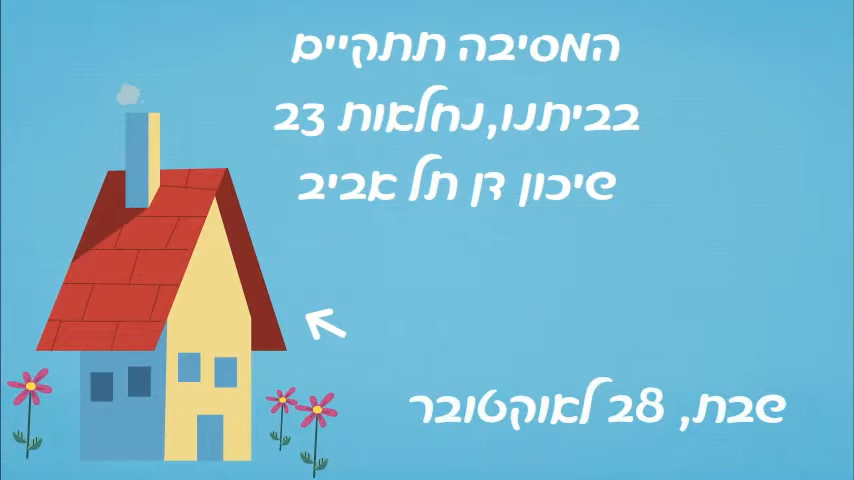 המסיבה תתקיים
בביתנו,נחלאות 23
שיכון דן תל אביב
שבת, 28 לאוקטובר